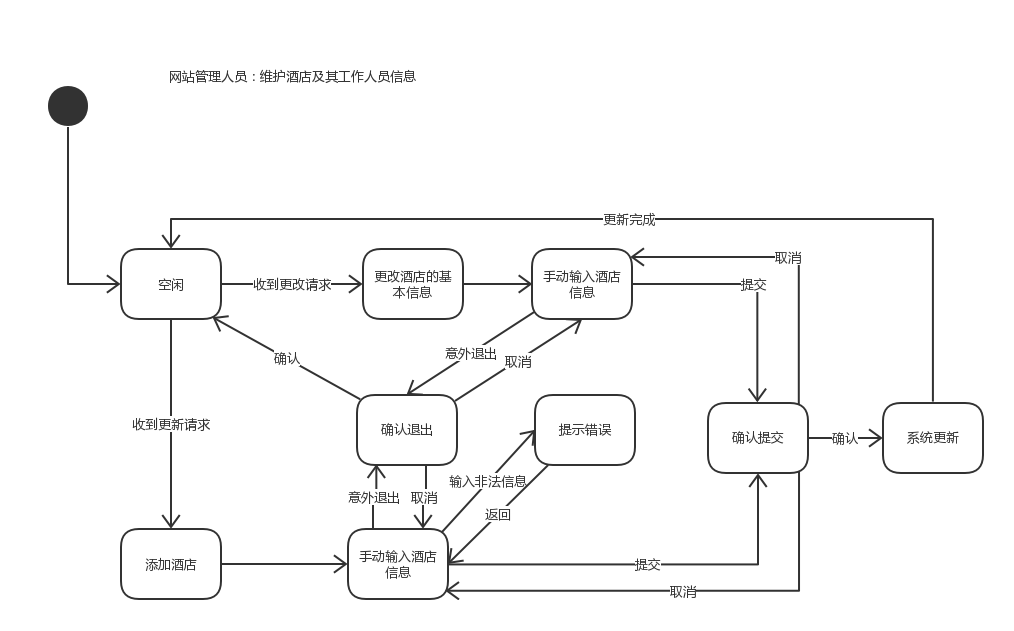 网站管理人员：维护酒店及其工作人员信息
更新完成
取消
空闲
收到更改请求
更改酒店的基
本信息
手动输入酒店
信息
提交
确认
意外退出
取消
收到更新请求
确认退出
提示错误
确认提交
确认
系统更新
输入非法信息
意外退出
取消
返回
添加酒店
手动输入酒店
信息
提交
取消